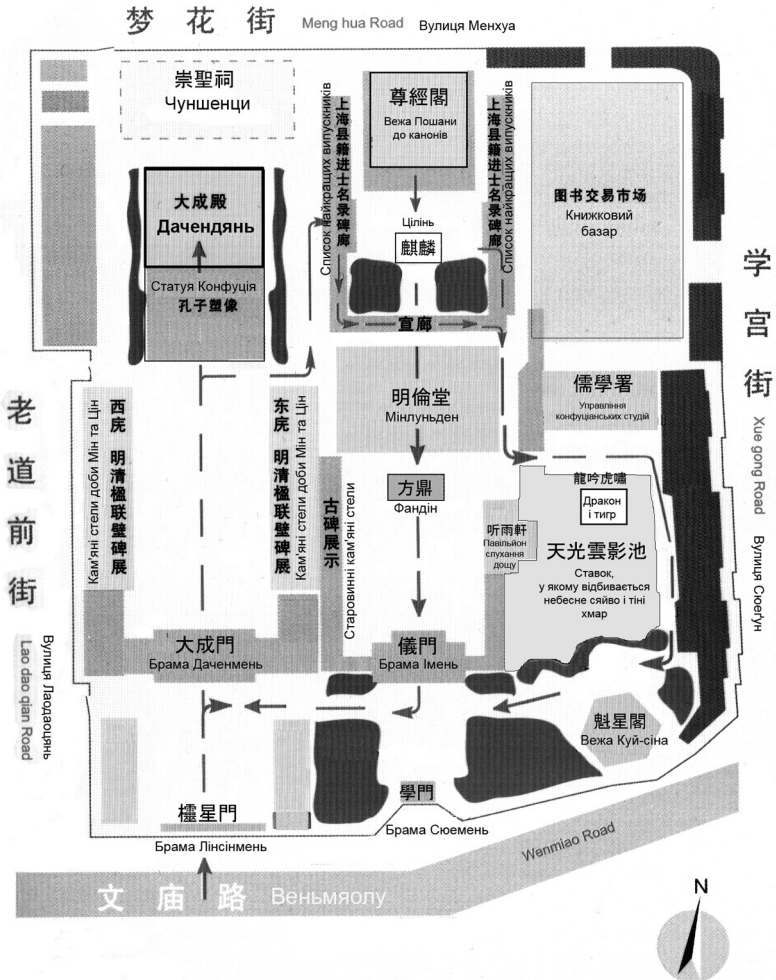 梦花街 Meng hua Road Вулиця Менхуа
崇聖祠
Чуншенци
尊經閣
Вежа Пошани
до канонів
上海县籍进士名录碑廊
Список найкращих випускників
上海县籍进士名录碑廊
Список найкращих випускників
图书交易市场
Книжковий
базар
大成殿
Дачендянь
Статуя Конфуція
孔子塑像
Цілінь
麒麟
宣廊
明倫堂
Мінлуньден
儒學署
Управління
конфуціанських студій
学宫街
Xue gong Road
Вулиця Сюеґун
老道前街
Lao dao qian Road
Вулиця Лаодаоцянь
西庑 明清楹联壁碑展
Кам'яні стели доби Мін та Цін
东庑 明清楹联壁碑展
Кам'яні стели доби Мін та Цін
古碑展示
Старовинні кам'яні стели
方鼎
Фандін
听雨軒
Павільйон
слухання
дощу
龍吟虎嘯
Дракон
і тигр
天光雲影池
Ставок,
у якому відбивається
небесне сяйво і тіні
хмар
大成門
Брама Даченмень
儀門
Брама Імень
魁星閣
Вежа Куй-сіна
欞星門
Брама Лінсінмень
學門
Брама Сюемень
Wenmiao Road
文庙路 Веньмяолу
N